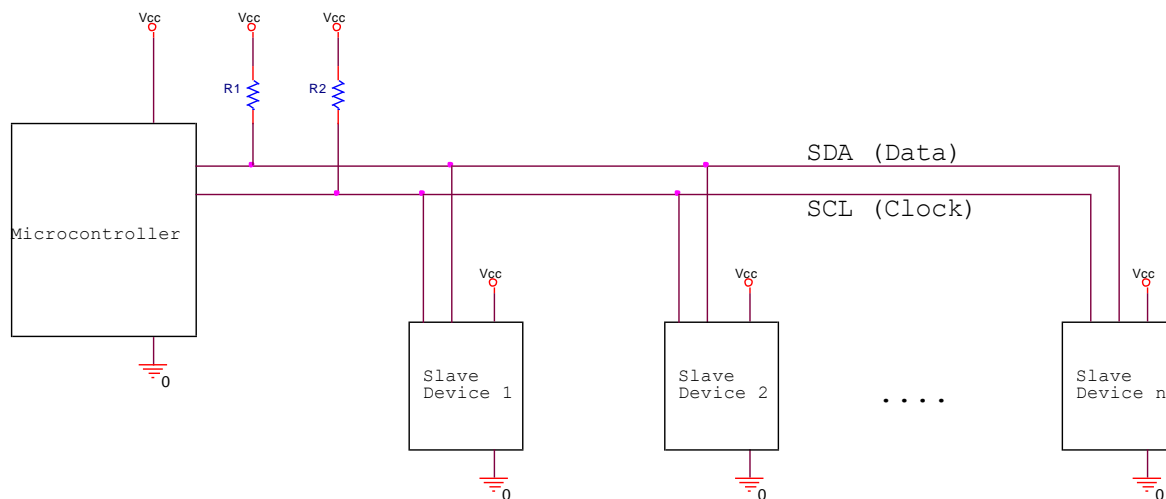 Vcc Vcc Vcc
R1 R2
SDA (Data)
SCL (Clock)
Microcontroller
Vcc Vcc Vcc
0
Slave
Device 1
Slave
Device 2
Slave
Device n
....
0 0 0